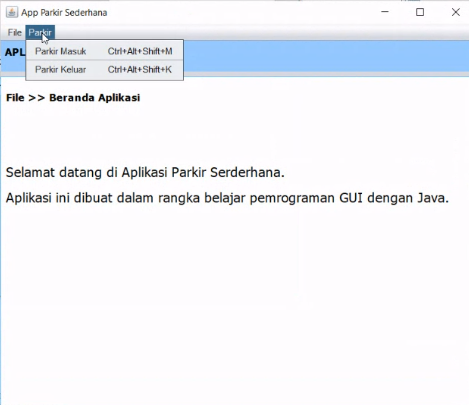 App Parkir Sederhana
File Parkir
APL
Parkir Masuk Ctrl+Alt+Shift+M
Parkir Keluar Ctrl+Alt+Shift+K
File >> Beranda Aplikasi
Selamat datang di Aplikasi Parkir Serderhana.
Aplikasi ini dibuat dalam rangka belajar pemrograman GUI dengan Java.